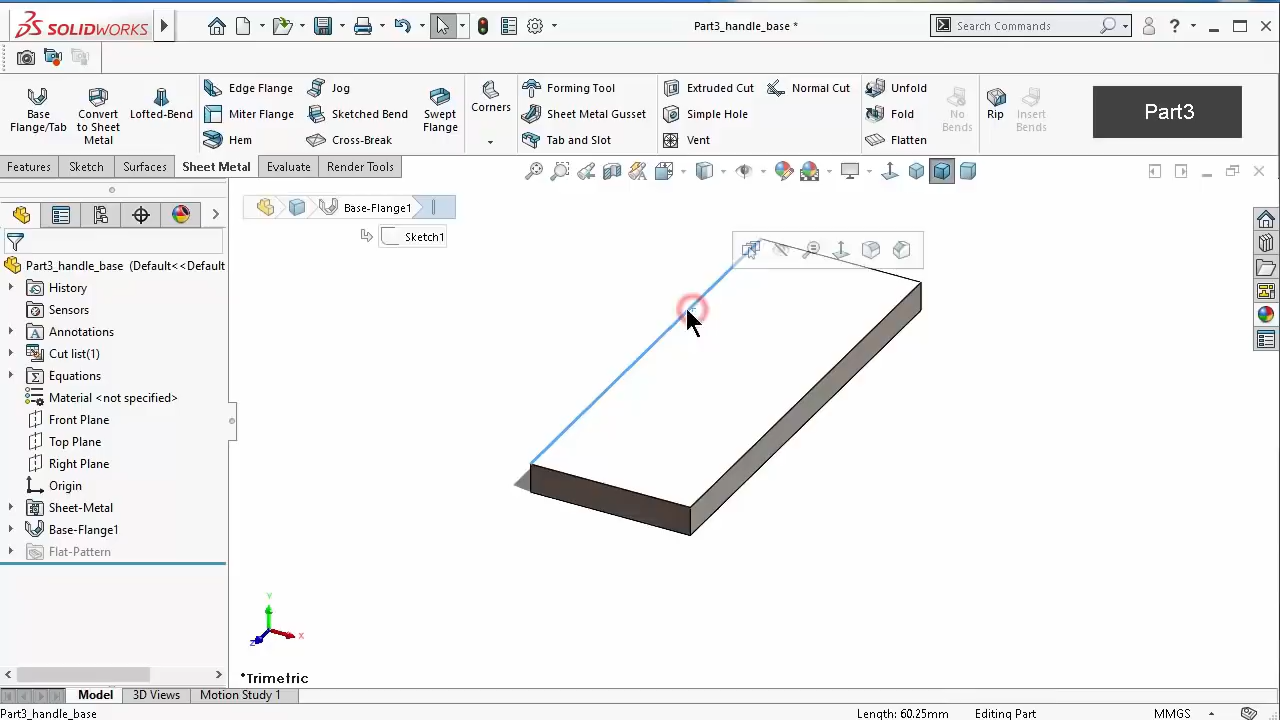 SOLIDWORKS
Part3_handle_base *
Search Commands
?
Base Flange/Tab
Convert to Sheet Metal
Lofted-Bend
Edge Flange
Miter Flange
Hem
Jog
Sketched Bend
Cross-Break
Swept Flange
Corners
Forming Tool
Sheet Metal Gusset
Tab and Slot
Extruded Cut
Simple Hole
Vent
Normal Cut
Unfold
Fold
Flatten
No Bends
Rip
Insert Bends
Part3
Features
Sketch
Surfaces
Sheet Metal
Evaluate
Render Tools
Base-Flange1
Sketch1
Part3_handle_base (Default<<Default
History
Sensors
Annotations
Cut list(1)
Equations
Material <not specified>
Front Plane
Top Plane
Right Plane
Origin
Sheet-Metal
Base-Flange1
Flat-Pattern
Y
X
Z
*Trimetric
Model
3D Views
Motion Study 1
Part3_handle_base
Length: 60.25mm
Editing Part
MMGS